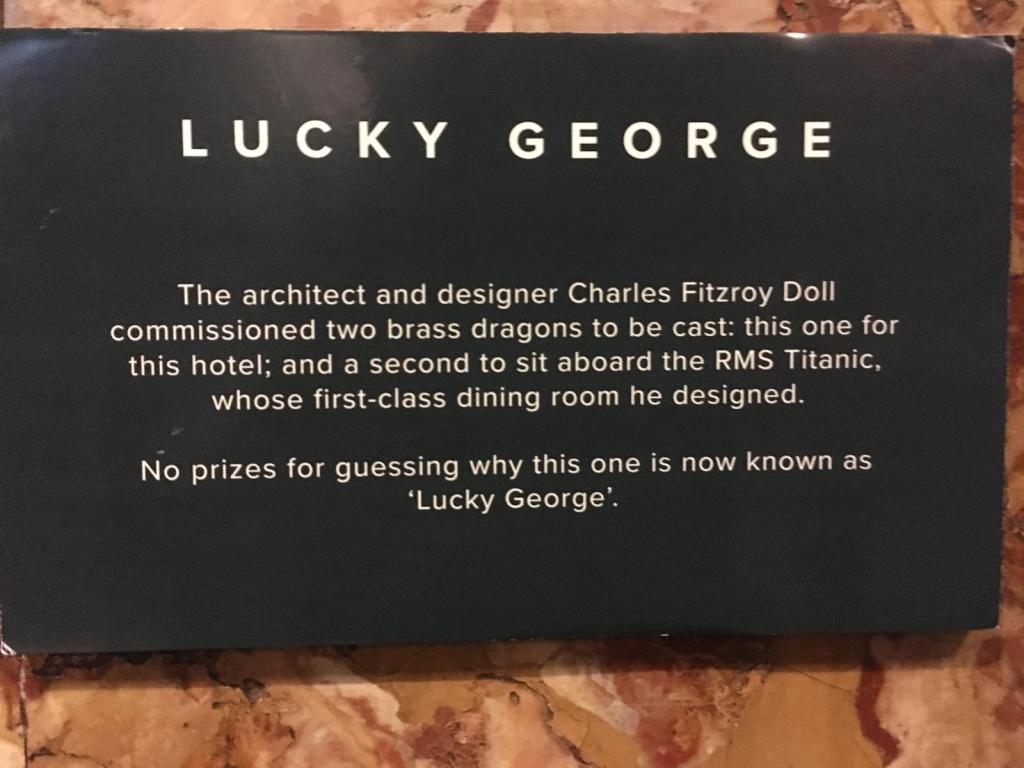 LUCKY GEORGE
The architect and designer Charles Fitzroy Doll
commissioned two brass dragons to be cast: this one for
this hotel; and a second to sit aboard the RMS Titanic,
whose first-class dining room he designed.
No prizes for guessing why this one is now known as
‘Lucky George’.